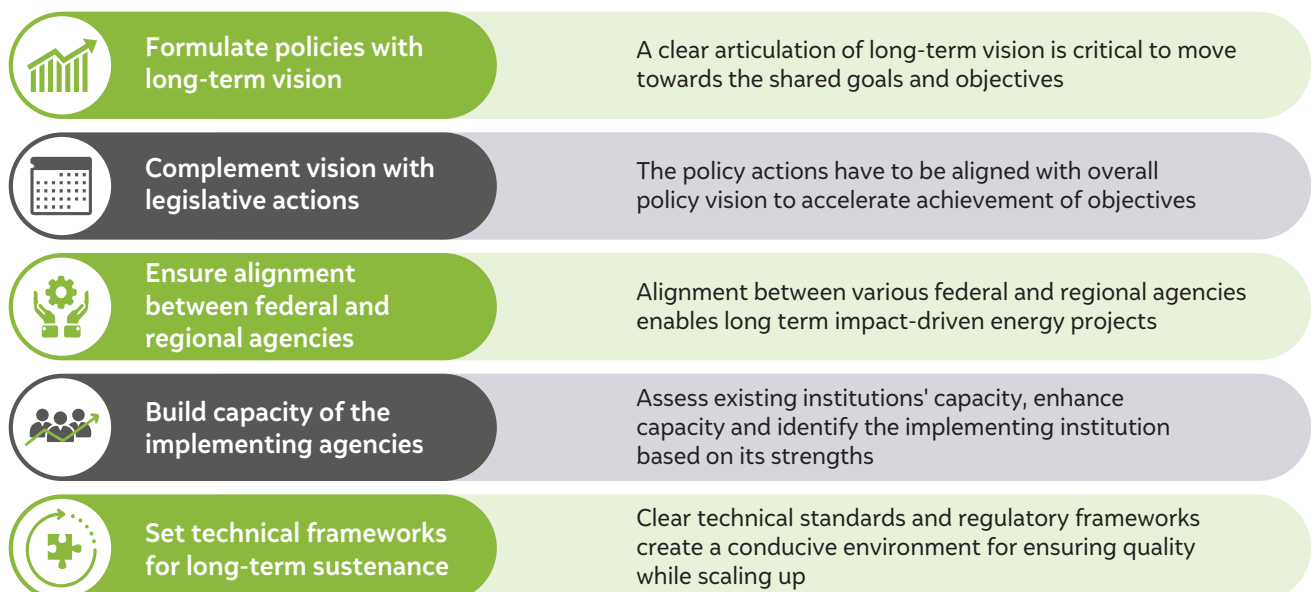 Formulate policies with
long-term vision
A clear articulation of long-term vision is critical to move
towards the shared goals and objectives
Complement vision with
legislative actions
The policy actions have to be aligned with overall
policy vision to accelerate achievement of objectives
Ensure alignment
between federal and
regional agencies
Alignment between various federal and regional agencies
enables long term impact-driven energy projects
Build capacity of the
implementing agencies
Assess existing institutions' capacity, enhance
capacity and identify the implementing institution
based on its strengths
Set technical frameworks
for long-term sustenance
Clear technical standards and regulatory frameworks
create a conducive environment for ensuring quality
while scaling up